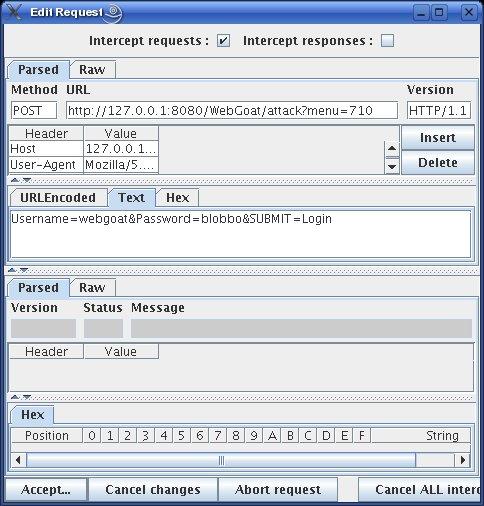 Edit Request
Intercept requests : Intercept responses :
Parsed Raw
Method URL Version
POST http://127.0.0.1:8080/WebGoat/attack?menu=710 HTTP/1.1
Header Value
Insert
Host 127.0.0.1...
User-Agent Mozilla/5....
Delete
URLEncoded Text Hex
Username=webgoat&Password=blobbo&SUBMIT=Login
Parsed Raw
Version Status Message
Header Value
Hex
Position 0 1 2 3 4 5 6 7 8 9 A B C D E F String
Accept... Cancel changes Abort request Cancel ALL interc